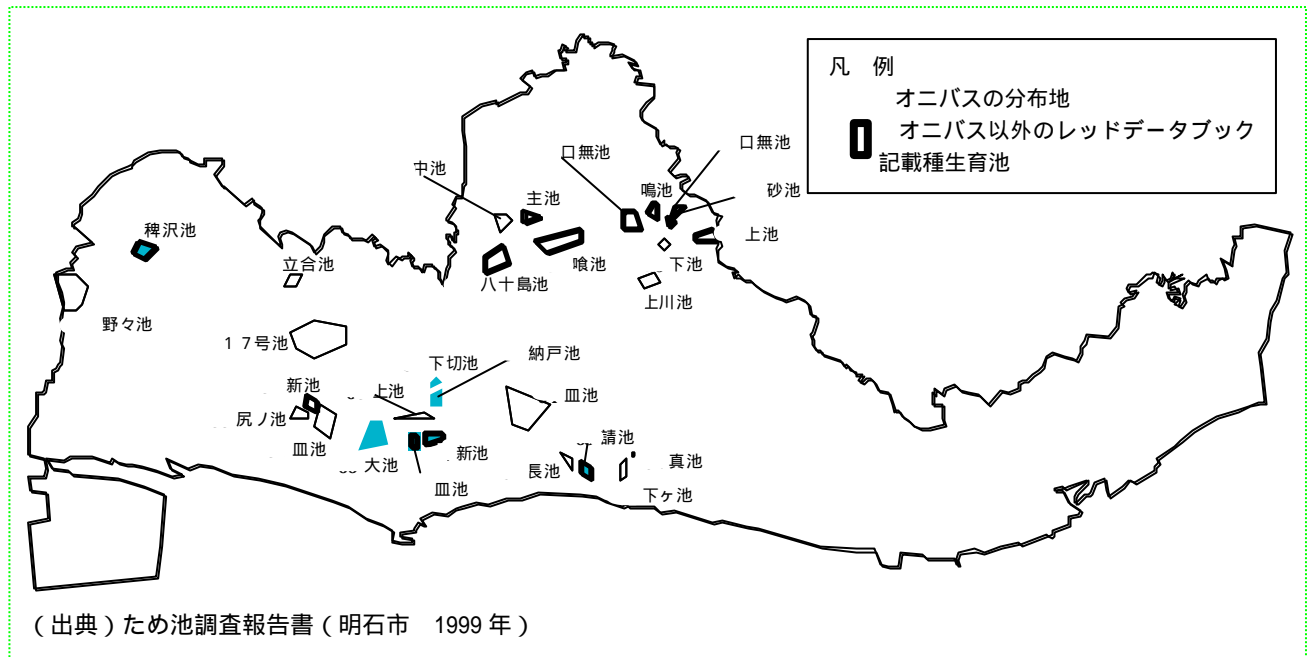 凡　例
オニバスの分布地
オニバス以外のレッドデータブック
記載種生育池
口無池
口無池
中池
鳴池
砂池
主池
稗沢池
上池
立合池
喰池
下池
八十島池
上川池
野々池
１７号池
下切池
納戸池
新池
上池
皿池
尻ノ池
皿池
大池
新池
請池
長池
真池
皿池
下ヶ池
（出典）ため池調査報告書（明石市　1999年）